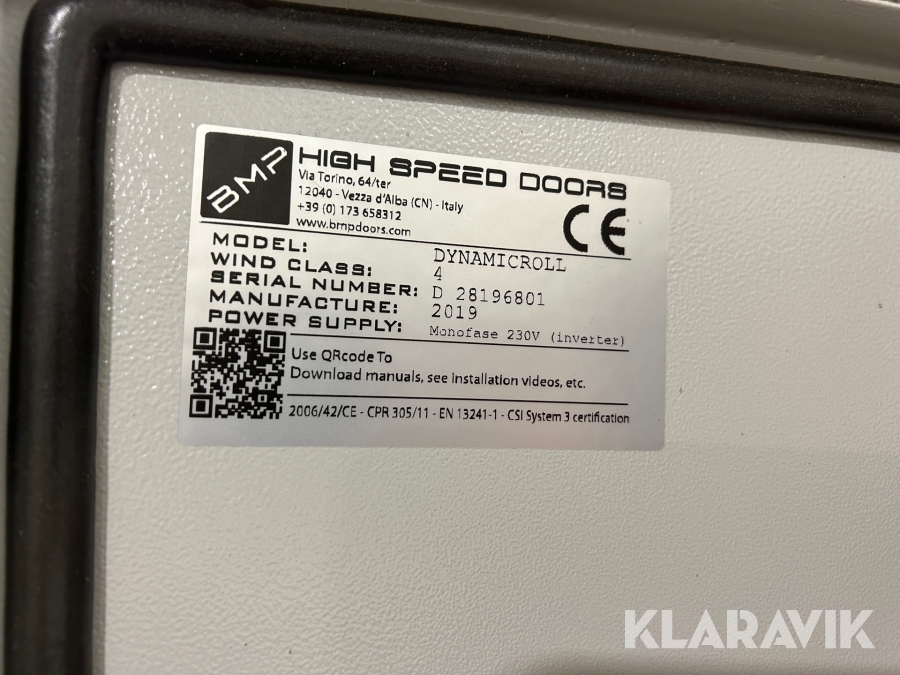 BMP
HIGH SPEED DOORS
Via Torino, 64/ter
12040 - Vezza d'Alba (CN) - Italy
+39 (0) 173 658312
www.bmpdoors.com
CE
MODEL: DYNAMICROLL
WIND CLASS: 4
SERIAL NUMBER: D 28196801
MANUFACTURE: 2019
POWER SUPPLY: Monofase 230V (inverter)
Use QRcode To
Download manuals, see installation videos, etc.
2006/42/CE - CPR 305/11 - EN 13241-1 - CSI System 3 certification
KLARAVIK